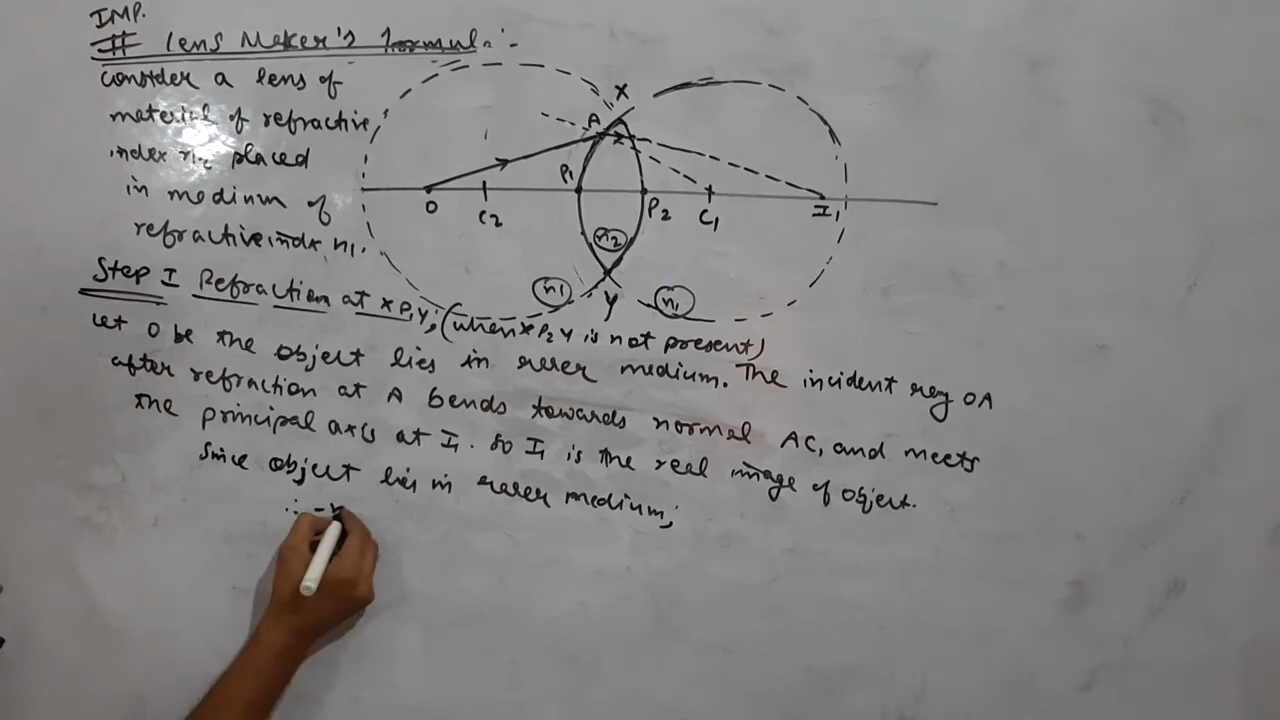 IMP.
# Lens Maker's formula:-
Consider a lens of
material of refractive
index n2 placed
in medium of
refractive index n1.
X
A
P1
P2
O
C2
C1
I1
n2
n1
n1
Y
Step I Refraction at XP1Y; (when XP2Y is not present)
Let O be the object lies in rarer medium. The incident ray OA
after refraction at A bends towards normal AC1 and meets
the principal axis at I1. So I1 is the real image of object.
Since object lies in rarer medium;
∴ -